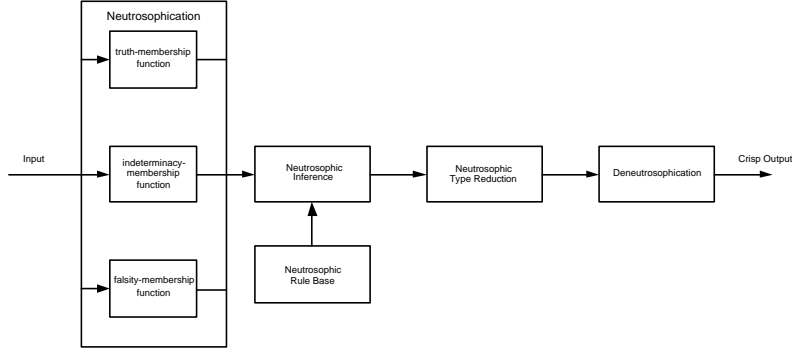 Neutrosophication
truth-membership
function
Input
indeterminacy-
membership
function
falsity-membership
function
Neutrosophic
Inference
Neutrosophic
Rule Base
Neutrosophic
Type Reduction
Deneutrosophication
Crisp Output